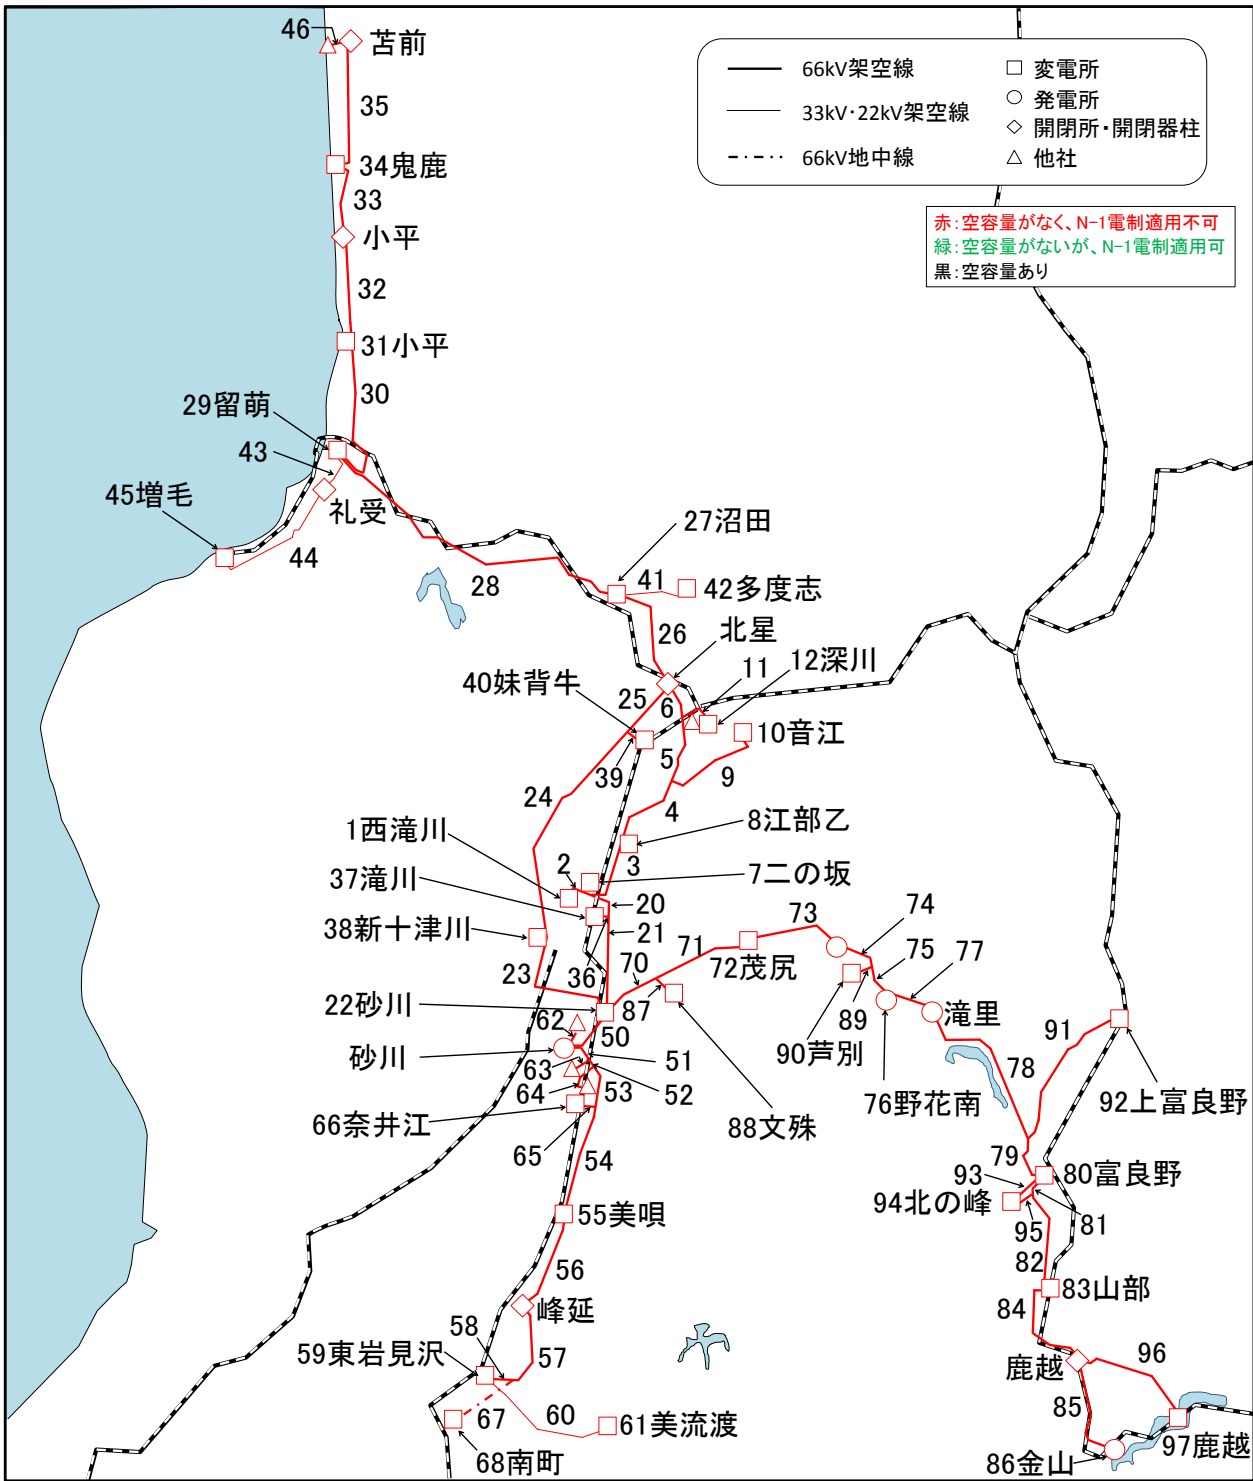 46
苫前
35
34鬼鹿
33
小平
32
31小平
30
29留萌
43
45増毛
礼受
44
28
27沼田
41
42多度志
26
北星
11
12深川
40妹背牛
25
6
10音江
39
5
9
24
4
1西滝川
8江部乙
2
3
7二の坂
37滝川
20
38新十津川
21
36
23
73
74
71
75
77
70
72茂尻
22砂川
87
滝里
62
50
89
91
砂川
90芦別
63
51
78
64
53
52
76野花南
92上富良野
66奈井江
88文殊
65
54
79
93
80富良野
94北の峰
81
95
55美唄
82
56
83山部
84
峰延
58
59東岩見沢
57
鹿越
96
67
60
61美流渡
85
68南町
86金山
97鹿越
66kV架空線
33kV・22kV架空線
66kV地中線
変電所
発電所
開閉所・開閉器柱
他社
赤：空容量がなく、N-1電制適用不可
緑：空容量がないが、N-1電制適用可
黒：空容量あり